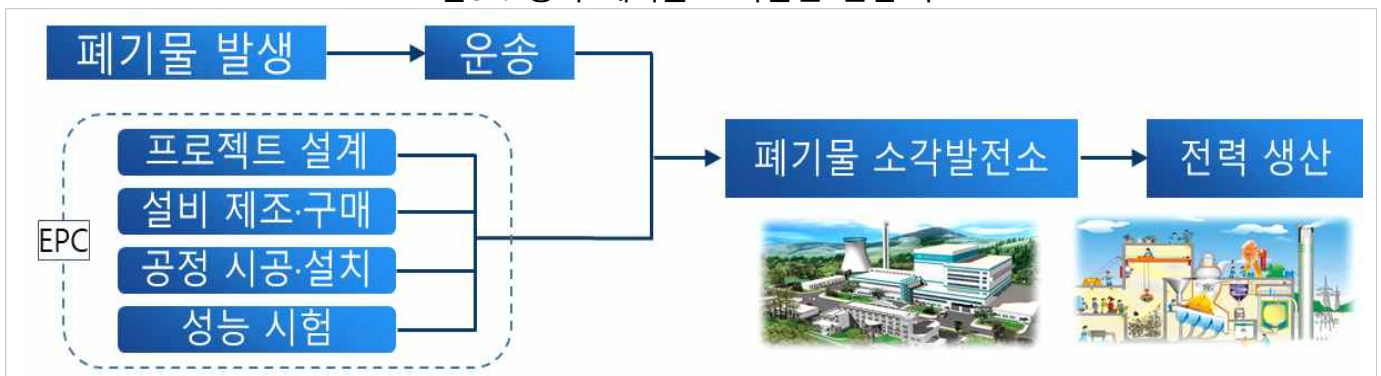 폐기물 발생
운송
프로젝트 설계
설비 제조·구매
공정 시공·설치
성능 시험
EPC
폐기물 소각발전소
전력 생산